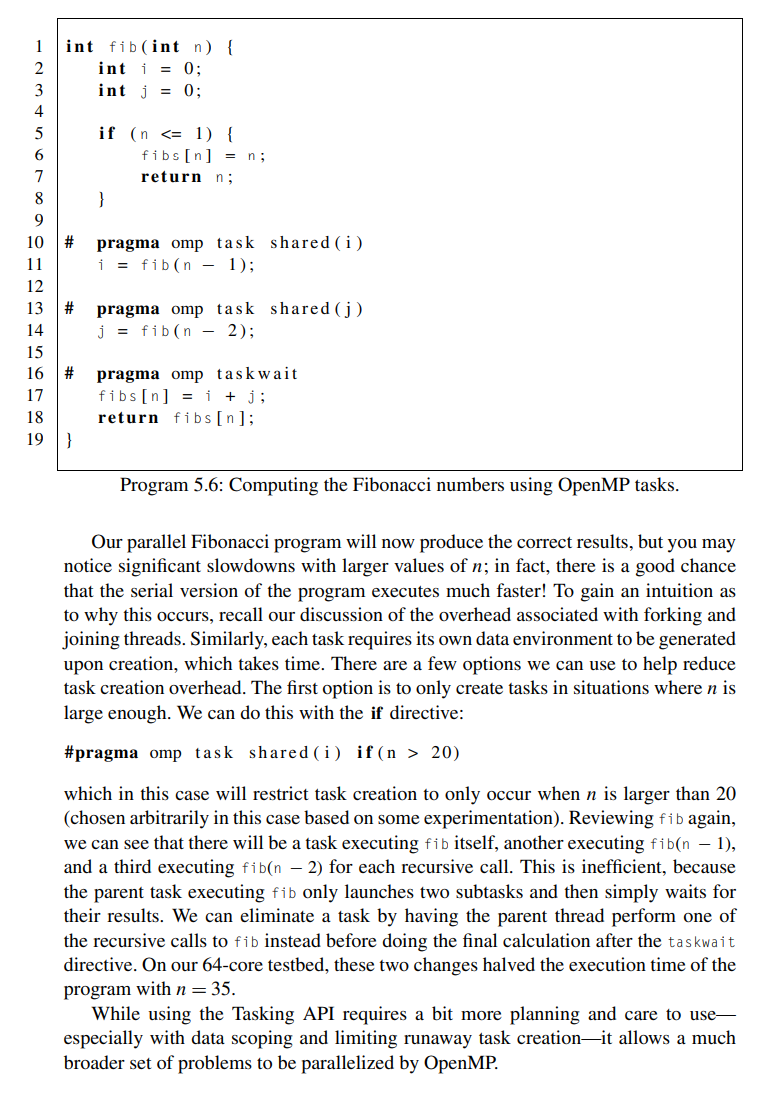 1 int fib(int n) {
2 int i = 0;
3 int j = 0;
4
5 if (n <= 1) {
6 fibs[n] = n;
7 return n;
8 }
9
10 # pragma omp task shared(i)
11 i = fib(n − 1);
12
13 # pragma omp task shared(j)
14 j = fib(n − 2);
15
16 # pragma omp taskwait
17 fibs[n] = i + j;
18 return fibs[n];
19 }
Program 5.6: Computing the Fibonacci numbers using OpenMP tasks.
Our parallel Fibonacci program will now produce the correct results, but you may
notice significant slowdowns with larger values of n; in fact, there is a good chance
that the serial version of the program executes much faster! To gain an intuition as
to why this occurs, recall our discussion of the overhead associated with forking and
joining threads. Similarly, each task requires its own data environment to be generated
upon creation, which takes time. There are a few options we can use to help reduce
task creation overhead. The first option is to only create tasks in situations where n is
large enough. We can do this with the if directive:
#pragma omp task shared(i) if(n > 20)
which in this case will restrict task creation to only occur when n is larger than 20
(chosen arbitrarily in this case based on some experimentation). Reviewing fib again,
we can see that there will be a task executing fib itself, another executing fib(n − 1),
and a third executing fib(n − 2) for each recursive call. This is inefficient, because
the parent task executing fib only launches two subtasks and then simply waits for
their results. We can eliminate a task by having the parent thread perform one of
the recursive calls to fib instead before doing the final calculation after the taskwait
directive. On our 64-core testbed, these two changes halved the execution time of the
program with n = 35.
While using the Tasking API requires a bit more planning and care to use—
especially with data scoping and limiting runaway task creation—it allows a much
broader set of problems to be parallelized by OpenMP.